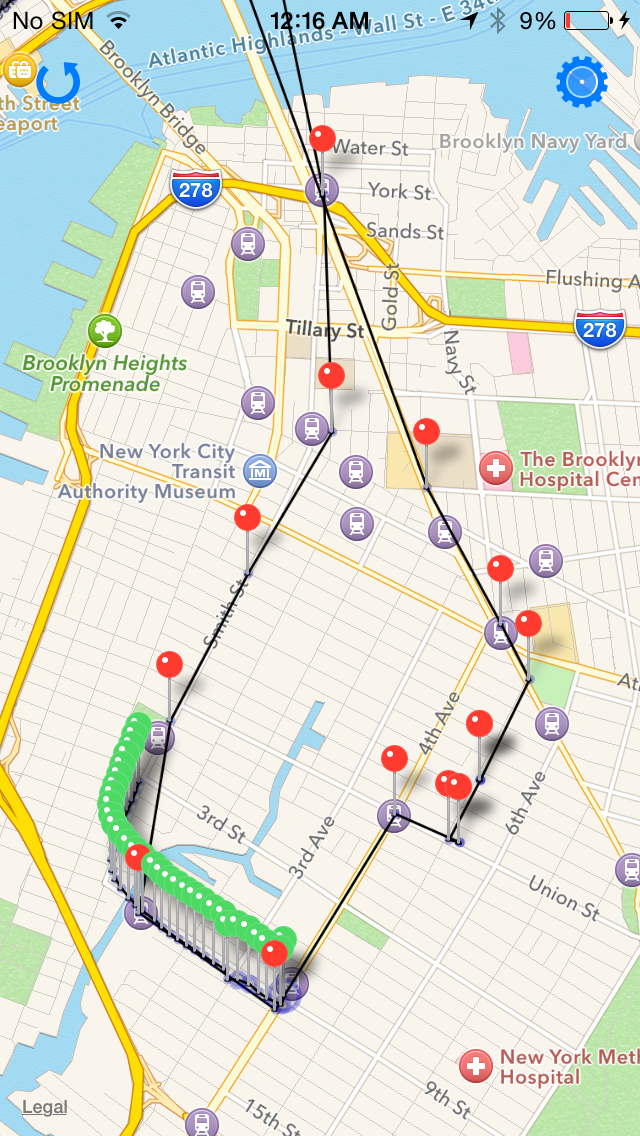 No SIM 12:16 AM 9%
Atlantic Highlands - Wall St - E 34th
Brooklyn Bridge
th Street
eaport
Brooklyn Navy Yard
Water St
278
York St
Sands St
Gold St
Flushing A
Tillary St
278
Navy St
Brooklyn Heights
Promenade
New York City
Transit
Authority Museum
The Brooklyn
Hospital Cen
Smith St
At
4th Ave
6th Ave
3rd St
3rd Ave
Union St
New York Meth
Hospital
9th St
15th St
Legal